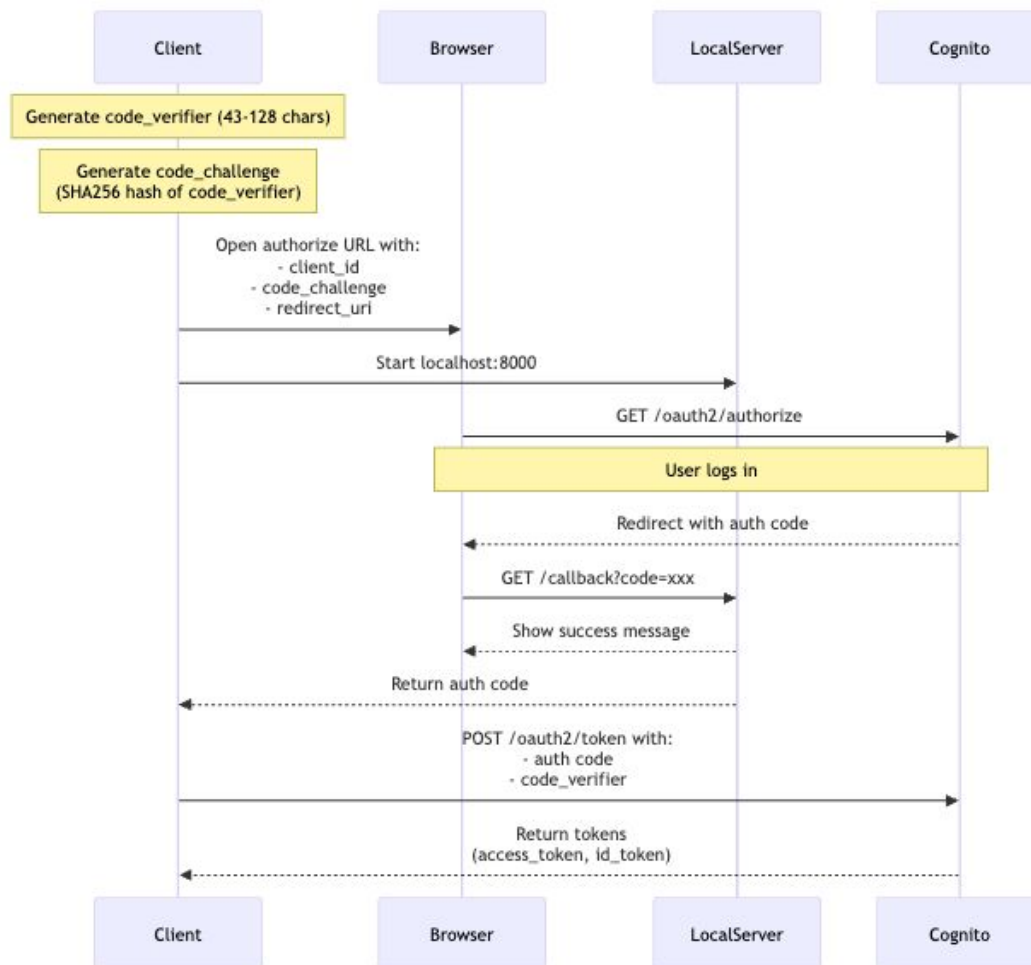 Client Browser LocalServer Cognito
Generate code_verifier (43-128 chars)
Generate code_challenge
(SHA256 hash of code_verifier)
Open authorize URL with:
- client_id
- code_challenge
- redirect_uri
Start localhost:8000
GET /oauth2/authorize
User logs in
Redirect with auth code
GET /callback?code=xxx
Show success message
Return auth code
POST /oauth2/token with:
- auth code
- code_verifier
Return tokens
(access_token, id_token)
Client Browser LocalServer Cognito